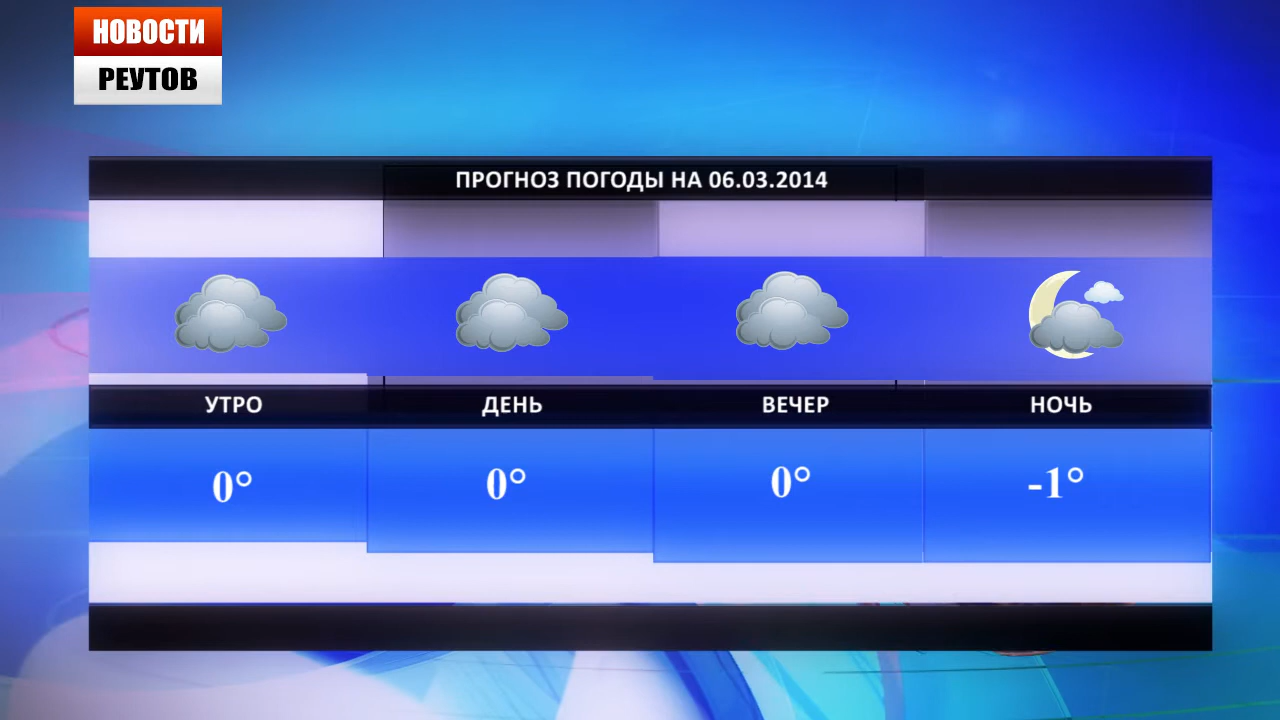 НОВОСТИ
РЕУТОВ
ПРОГНОЗ ПОГОДЫ НА 06.03.2014
УТРО ДЕНЬ ВЕЧЕР НОЧЬ
0° 0° 0° -1°